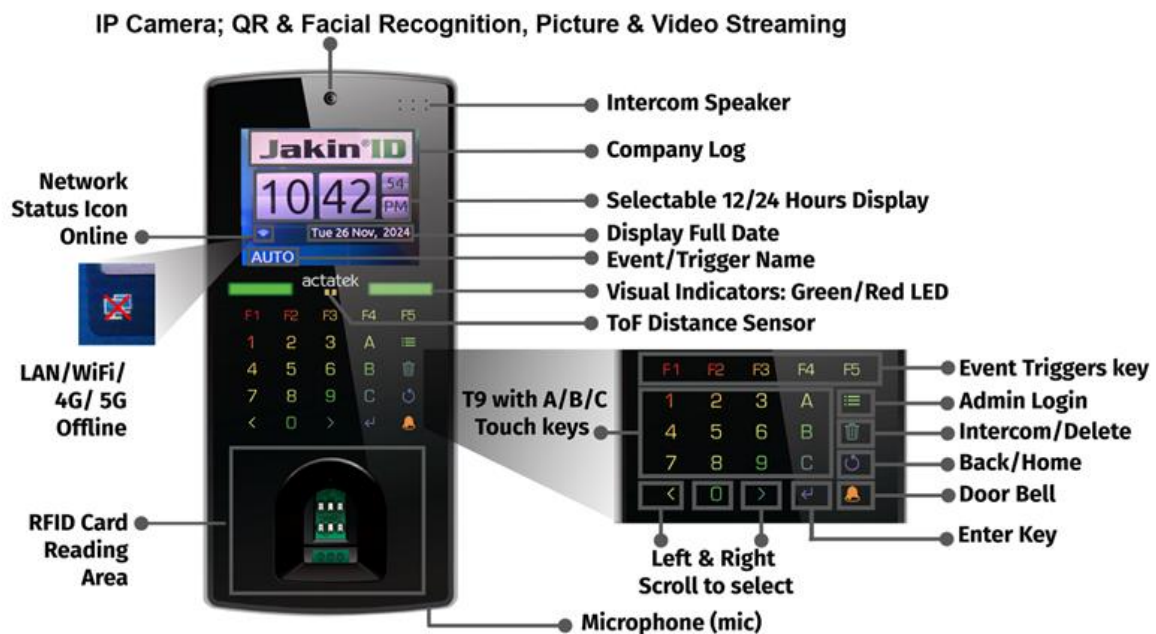 IP Camera; QR & Facial Recognition, Picture & Video Streaming
Intercom Speaker
Jakin®ID
Company Log
Network
Status Icon
Online
10 42 54
PM
Selectable 12/24 Hours Display
Tue 26 Nov, 2024
Display Full Date
AUTO
Event/Trigger Name
actatek
Visual Indicators: Green/Red LED
ToF Distance Sensor
F1 F2 F3 F4 F5
1 2 3 A
4 5 6 B
7 8 9 C
< 0 >
LAN/WiFi/
4G/ 5G
Offline
T9 with A/B/C
Touch keys
F1 F2 F3 F4 F5
Event Triggers key
1 2 3 A
Admin Login
4 5 6 B
Intercom/Delete
7 8 9 C
Back/Home
< 0 >
Door Bell
Enter Key
Left & Right
Scroll to select
RFID Card
Reading
Area
Microphone (mic)